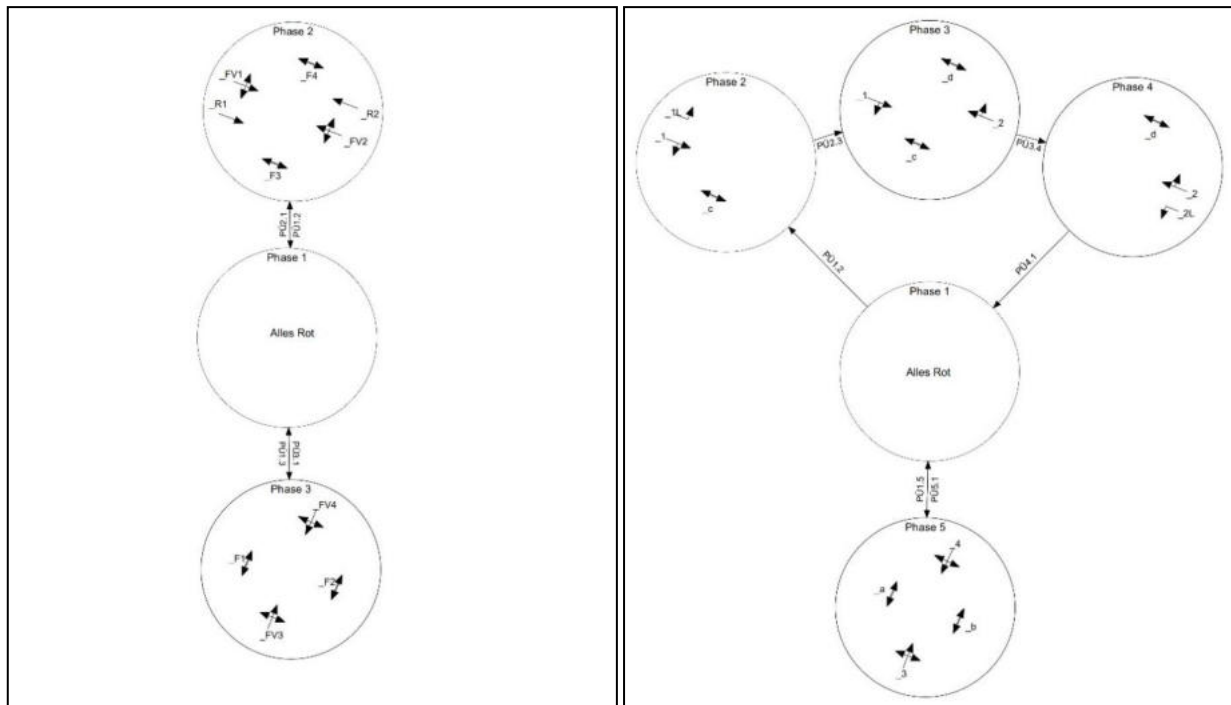 Phase 2
_FV1
_F4
_R1
_R2
_FV2
_F3
PÜ2.1
PÜ1.2
Phase 1
Alles Rot
PÜ1.3
PÜ3.1
Phase 3
_FV4
_F1
_F2
_FV3
Phase 3
_d
_1
_2
_c
Phase 2
_1L
_1
_c
PÜ2.3
PÜ3.4
Phase 4
_d
_2
_2L
PÜ1.2
PÜ4.1
Phase 1
Alles Rot
PÜ1.5
PÜ5.1
Phase 5
_4
_a
_b
_3